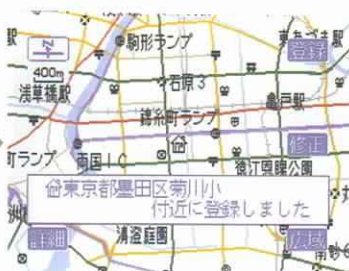 駒形ランプ
登録
400m
石原3
浅草橋駅
亀戸駅
錦糸町ランプ
修正
町ランプ
両国IC
猿江恩賜公園
東京都墨田区菊川小
付近に登録しました
詳細
清澄庭園
広域
南砂